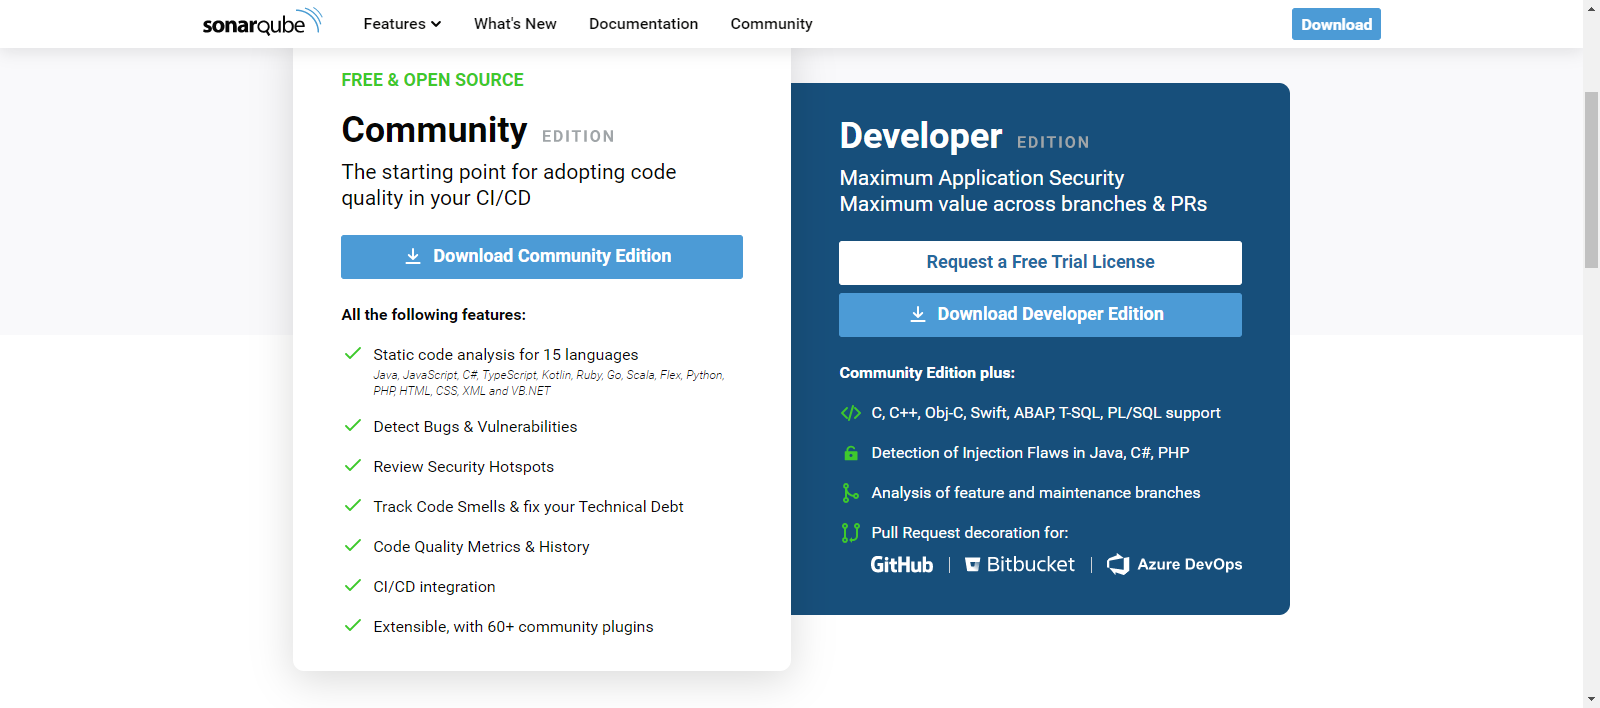 sonarqube
Features
What's New
Documentation
Community
Download
FREE & OPEN SOURCE
Community EDITION
The starting point for adopting code
quality in your CI/CD
Download Community Edition
All the following features:
Static code analysis for 15 languages
Java, JavaScript, C#, TypeScript, Kotlin, Ruby, Go, Scala, Flex, Python,
PHP, HTML, CSS, XML and VB.NET
Detect Bugs & Vulnerabilities
Review Security Hotspots
Track Code Smells & fix your Technical Debt
Code Quality Metrics & History
CI/CD integration
Extensible, with 60+ community plugins
Developer EDITION
Maximum Application Security
Maximum value across branches & PRs
Request a Free Trial License
Download Developer Edition
Community Edition plus:
C, C++, Obj-C, Swift, ABAP, T-SQL, PL/SQL support
Detection of Injection Flaws in Java, C#, PHP
Analysis of feature and maintenance branches
Pull Request decoration for:
GitHub | Bitbucket | Azure DevOps